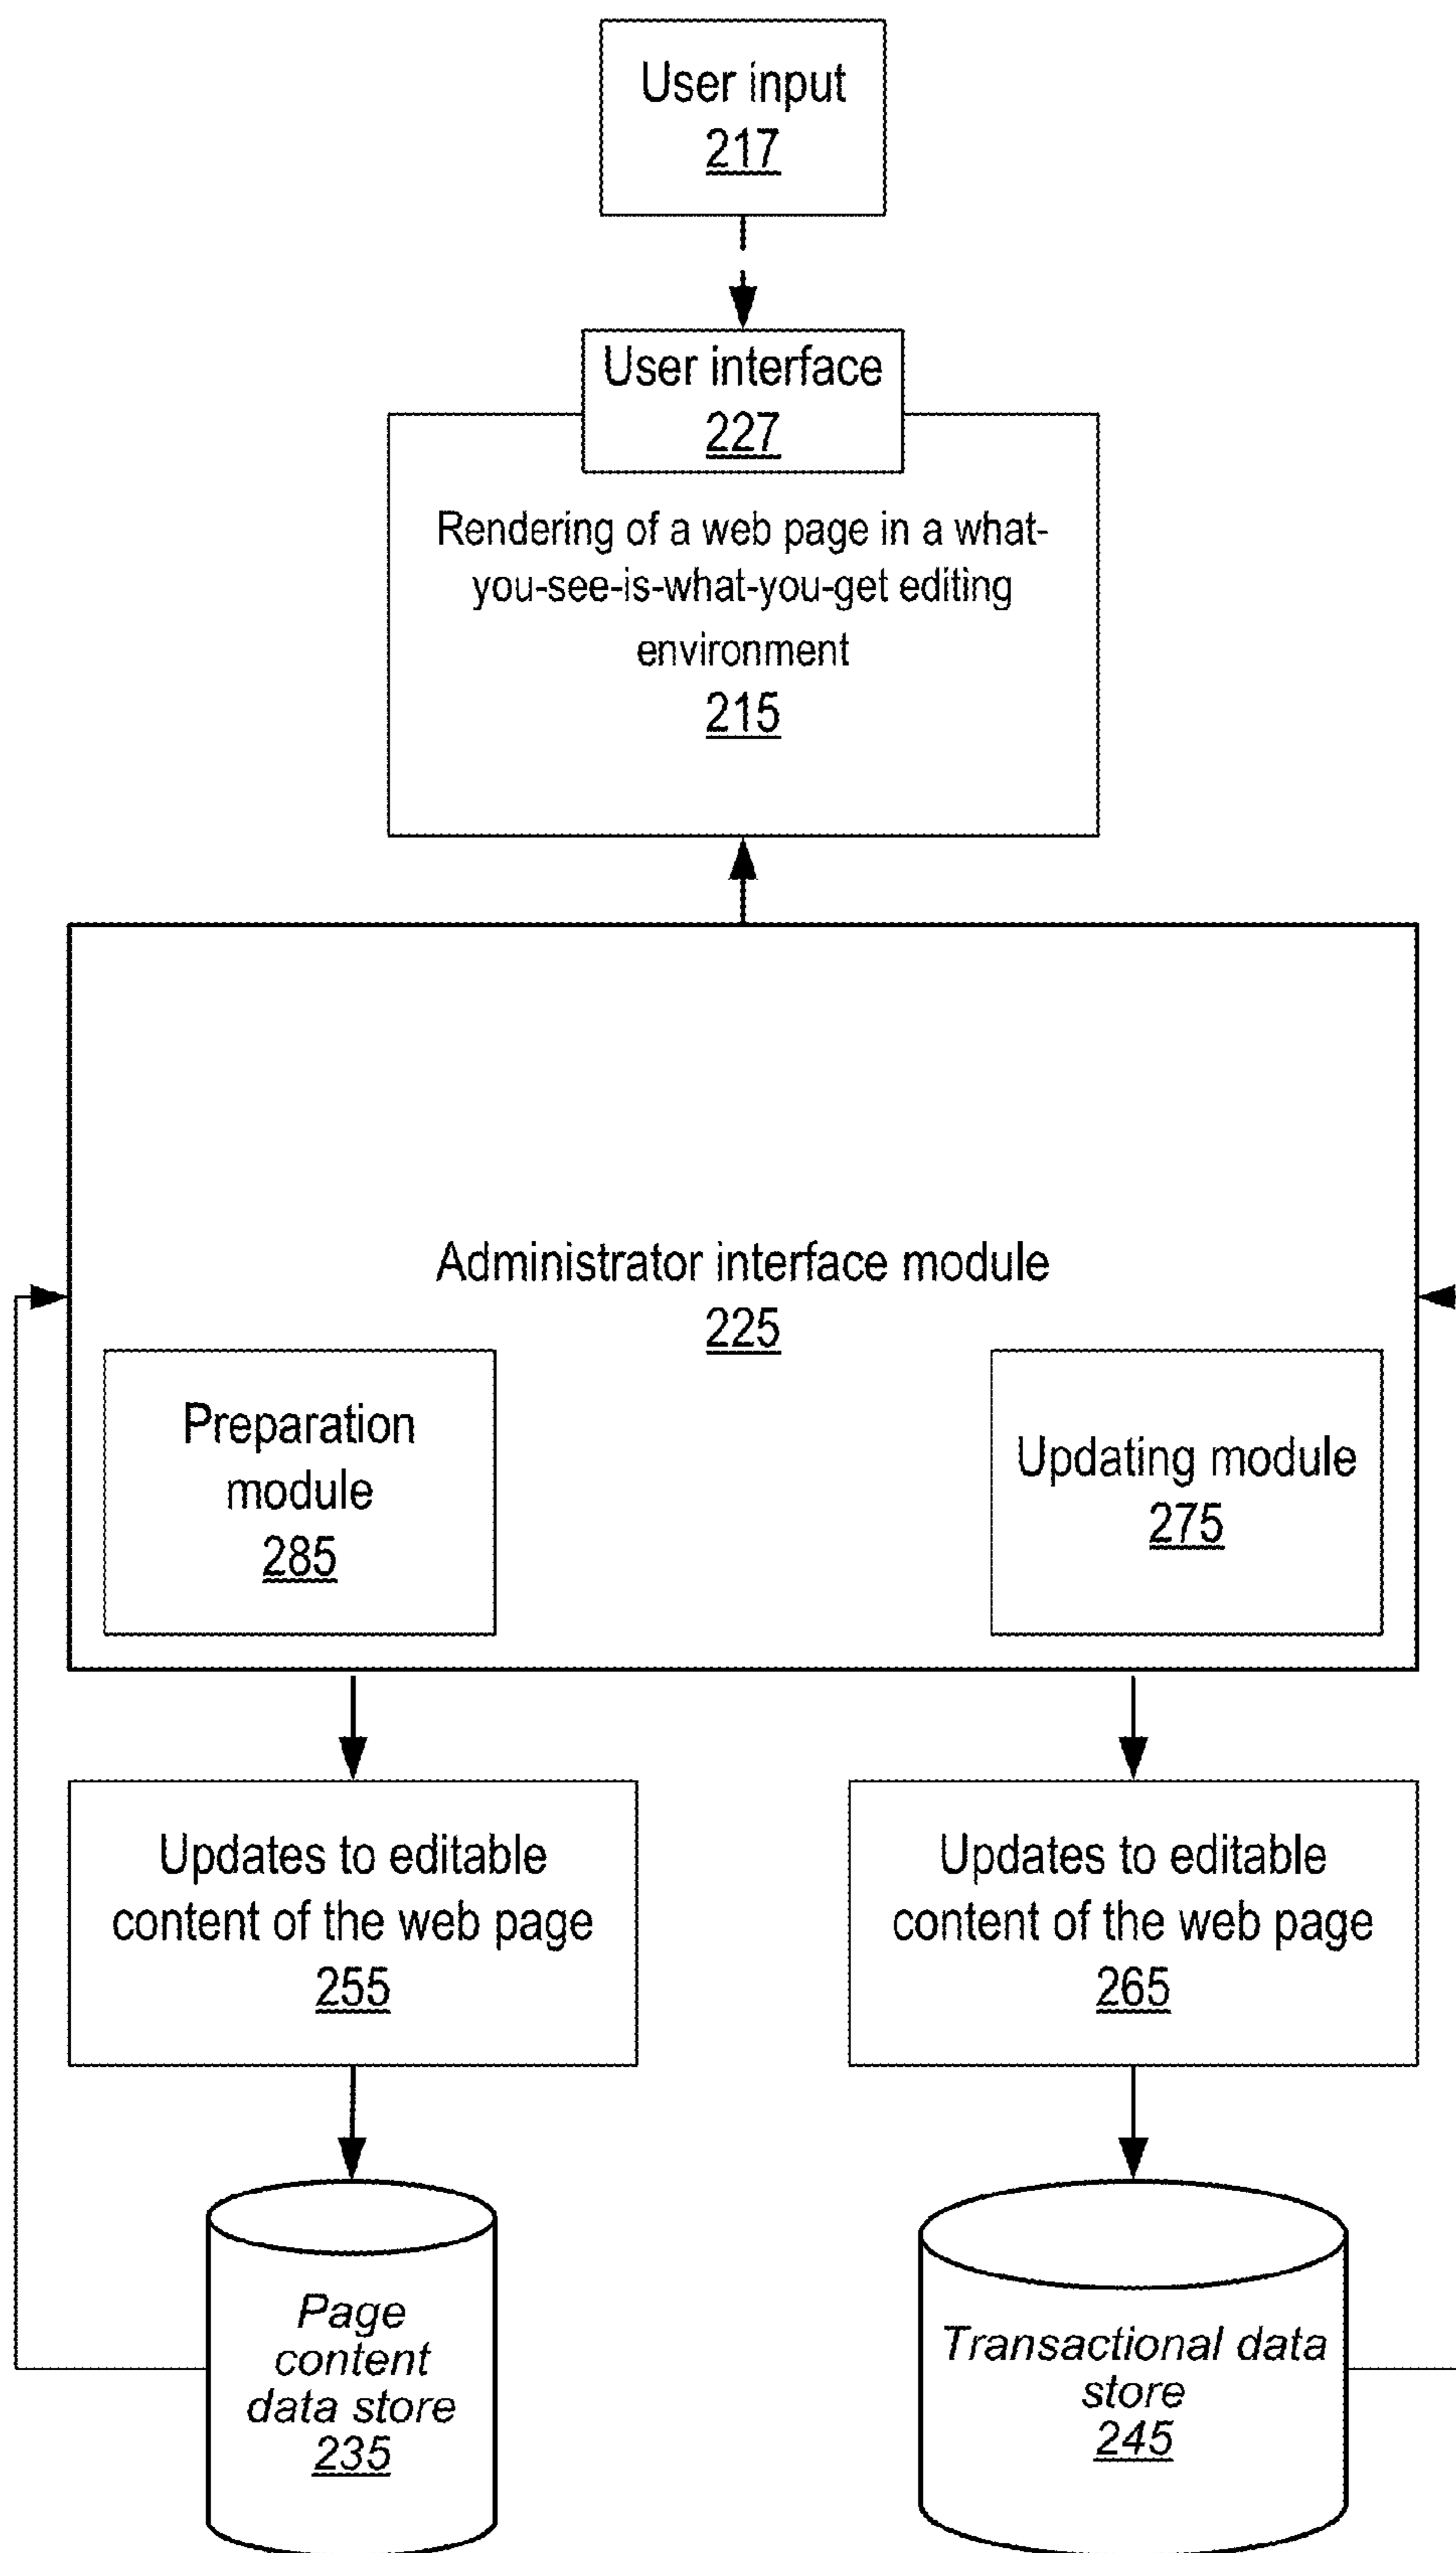 User input
217
User interface
227
Rendering of a web page in a what-
you-see-is-what-you-get editing
environment
215
Administrator interface module
225
Preparation
module
285
Updating module
275
Updates to editable
content of the web page
255
Updates to editable
content of the web page
265
Page
content
data store
235
Transactional data
store
245